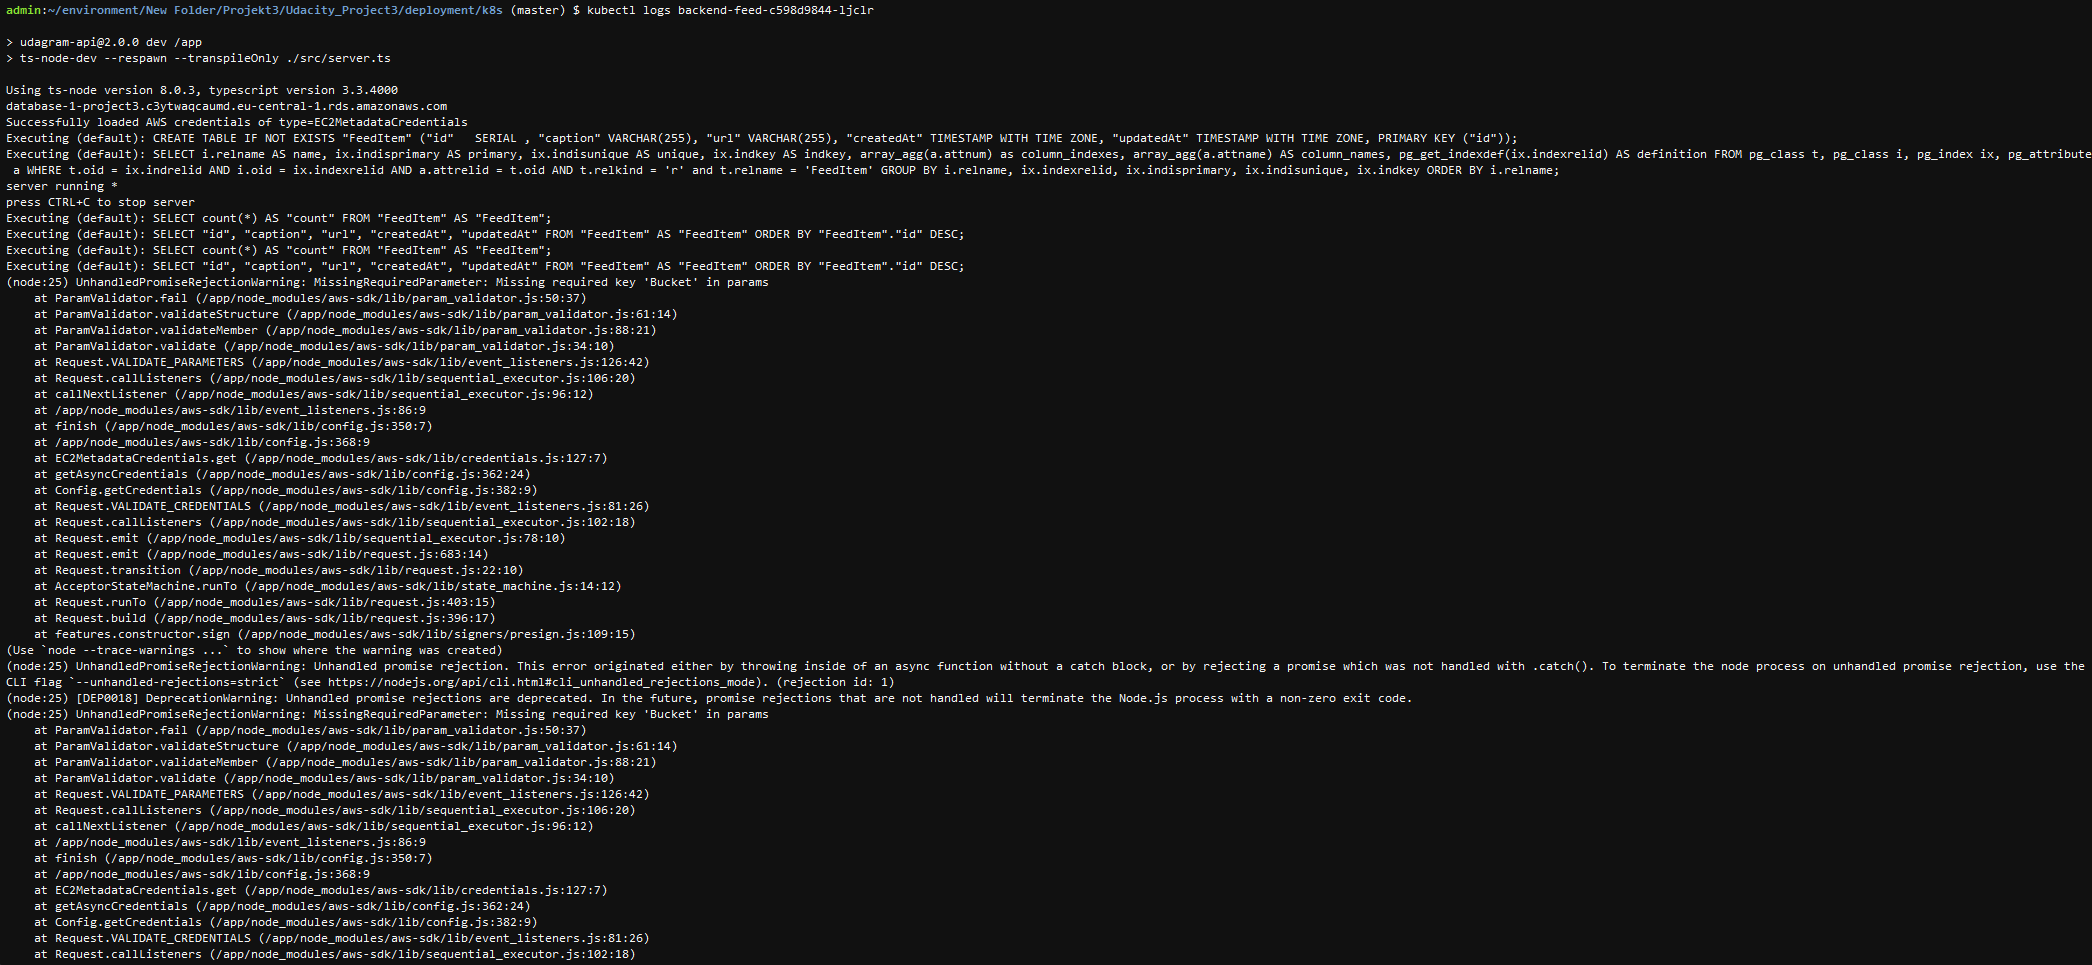 admin:~/environment/New Folder/Projekt3/Udacity_Project3/deployment/k8s (master) $ kubectl logs backend-feed-c598d9844-ljclr
> udagram-api@2.0.0 dev /app
> ts-node-dev --respawn --transpileOnly ./src/server.ts
Using ts-node version 8.0.3, typescript version 3.3.4000
database-1-project3.c3ytwaqcaumd.eu-central-1.rds.amazonaws.com
Successfully loaded AWS credentials of type=EC2MetadataCredentials
Executing (default): CREATE TABLE IF NOT EXISTS "FeedItem" ("id"   SERIAL , "caption" VARCHAR(255), "url" VARCHAR(255), "createdAt" TIMESTAMP WITH TIME ZONE, "updatedAt" TIMESTAMP WITH TIME ZONE, PRIMARY KEY ("id"));
Executing (default): SELECT i.relname AS name, ix.indisprimary AS primary, ix.indisunique AS unique, ix.indkey AS indkey, array_agg(a.attnum) as column_indexes, array_agg(a.attname) AS column_names, pg_get_indexdef(ix.indexrelid) AS definition FROM pg_class t, pg_class i, pg_index ix, pg_attribute
 a WHERE t.oid = ix.indrelid AND i.oid = ix.indexrelid AND a.attrelid = t.oid AND t.relkind = 'r' and t.relname = 'FeedItem' GROUP BY i.relname, ix.indexrelid, ix.indisprimary, ix.indisunique, ix.indkey ORDER BY i.relname;
server running *
press CTRL+C to stop server
Executing (default): SELECT count(*) AS "count" FROM "FeedItem" AS "FeedItem";
Executing (default): SELECT "id", "caption", "url", "createdAt", "updatedAt" FROM "FeedItem" AS "FeedItem" ORDER BY "FeedItem"."id" DESC;
Executing (default): SELECT count(*) AS "count" FROM "FeedItem" AS "FeedItem";
Executing (default): SELECT "id", "caption", "url", "createdAt", "updatedAt" FROM "FeedItem" AS "FeedItem" ORDER BY "FeedItem"."id" DESC;
(node:25) UnhandledPromiseRejectionWarning: MissingRequiredParameter: Missing required key 'Bucket' in params
    at ParamValidator.fail (/app/node_modules/aws-sdk/lib/param_validator.js:50:37)
    at ParamValidator.validateStructure (/app/node_modules/aws-sdk/lib/param_validator.js:61:14)
    at ParamValidator.validateMember (/app/node_modules/aws-sdk/lib/param_validator.js:88:21)
    at ParamValidator.validate (/app/node_modules/aws-sdk/lib/param_validator.js:34:10)
    at Request.VALIDATE_PARAMETERS (/app/node_modules/aws-sdk/lib/event_listeners.js:126:42)
    at Request.callListeners (/app/node_modules/aws-sdk/lib/sequential_executor.js:106:20)
    at callNextListener (/app/node_modules/aws-sdk/lib/sequential_executor.js:96:12)
    at /app/node_modules/aws-sdk/lib/event_listeners.js:86:9
    at finish (/app/node_modules/aws-sdk/lib/config.js:350:7)
    at /app/node_modules/aws-sdk/lib/config.js:368:9
    at EC2MetadataCredentials.get (/app/node_modules/aws-sdk/lib/credentials.js:127:7)
    at getAsyncCredentials (/app/node_modules/aws-sdk/lib/config.js:362:24)
    at Config.getCredentials (/app/node_modules/aws-sdk/lib/config.js:382:9)
    at Request.VALIDATE_CREDENTIALS (/app/node_modules/aws-sdk/lib/event_listeners.js:81:26)
    at Request.callListeners (/app/node_modules/aws-sdk/lib/sequential_executor.js:102:18)
    at Request.emit (/app/node_modules/aws-sdk/lib/sequential_executor.js:78:10)
    at Request.emit (/app/node_modules/aws-sdk/lib/request.js:683:14)
    at Request.transition (/app/node_modules/aws-sdk/lib/request.js:22:10)
    at AcceptorStateMachine.runTo (/app/node_modules/aws-sdk/lib/state_machine.js:14:12)
    at Request.runTo (/app/node_modules/aws-sdk/lib/request.js:403:15)
    at Request.build (/app/node_modules/aws-sdk/lib/request.js:396:17)
    at features.constructor.sign (/app/node_modules/aws-sdk/lib/signers/presign.js:109:15)
(Use `node --trace-warnings ...` to show where the warning was created)
(node:25) UnhandledPromiseRejectionWarning: Unhandled promise rejection. This error originated either by throwing inside of an async function without a catch block, or by rejecting a promise which was not handled with .catch(). To terminate the node process on unhandled promise rejection, use the
CLI flag `--unhandled-rejections=strict` (see https://nodejs.org/api/cli.html#cli_unhandled_rejections_mode). (rejection id: 1)
(node:25) [DEP0018] DeprecationWarning: Unhandled promise rejections are deprecated. In the future, promise rejections that are not handled will terminate the Node.js process with a non-zero exit code.
(node:25) UnhandledPromiseRejectionWarning: MissingRequiredParameter: Missing required key 'Bucket' in params
    at ParamValidator.fail (/app/node_modules/aws-sdk/lib/param_validator.js:50:37)
    at ParamValidator.validateStructure (/app/node_modules/aws-sdk/lib/param_validator.js:61:14)
    at ParamValidator.validateMember (/app/node_modules/aws-sdk/lib/param_validator.js:88:21)
    at ParamValidator.validate (/app/node_modules/aws-sdk/lib/param_validator.js:34:10)
    at Request.VALIDATE_PARAMETERS (/app/node_modules/aws-sdk/lib/event_listeners.js:126:42)
    at Request.callListeners (/app/node_modules/aws-sdk/lib/sequential_executor.js:106:20)
    at callNextListener (/app/node_modules/aws-sdk/lib/sequential_executor.js:96:12)
    at /app/node_modules/aws-sdk/lib/event_listeners.js:86:9
    at finish (/app/node_modules/aws-sdk/lib/config.js:350:7)
    at /app/node_modules/aws-sdk/lib/config.js:368:9
    at EC2MetadataCredentials.get (/app/node_modules/aws-sdk/lib/credentials.js:127:7)
    at getAsyncCredentials (/app/node_modules/aws-sdk/lib/config.js:362:24)
    at Config.getCredentials (/app/node_modules/aws-sdk/lib/config.js:382:9)
    at Request.VALIDATE_CREDENTIALS (/app/node_modules/aws-sdk/lib/event_listeners.js:81:26)
    at Request.callListeners (/app/node_modules/aws-sdk/lib/sequential_executor.js:102:18)